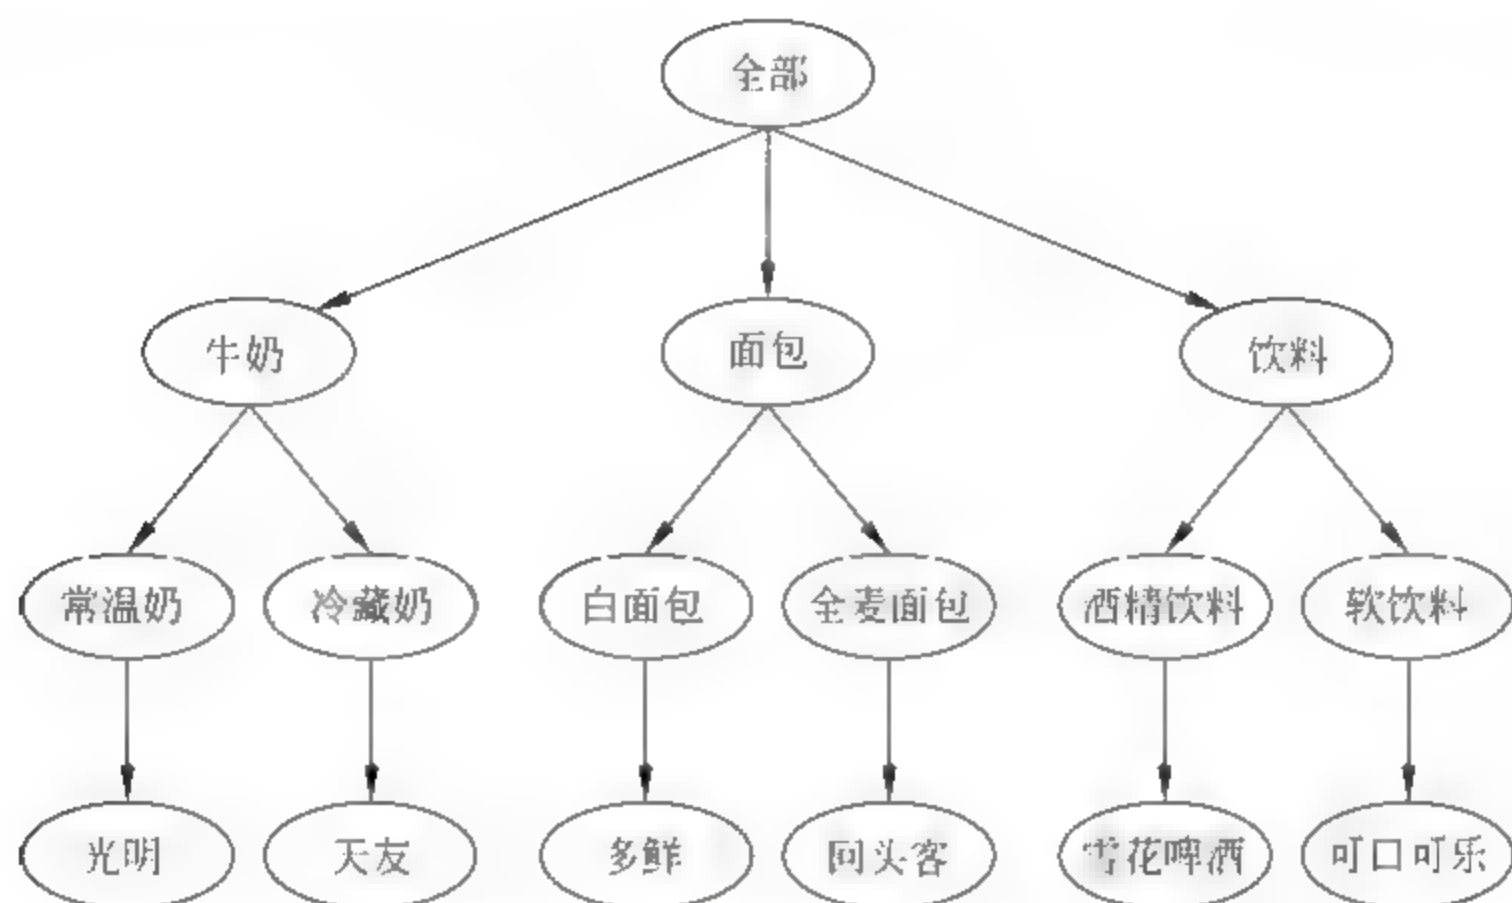 全部
牛奶 面包 饮料
常温奶 冷藏奶 白面包 全麦面包 酒精饮料 软饮料
光明 天友 多鲜 回头客 雪花啤酒 可口可乐